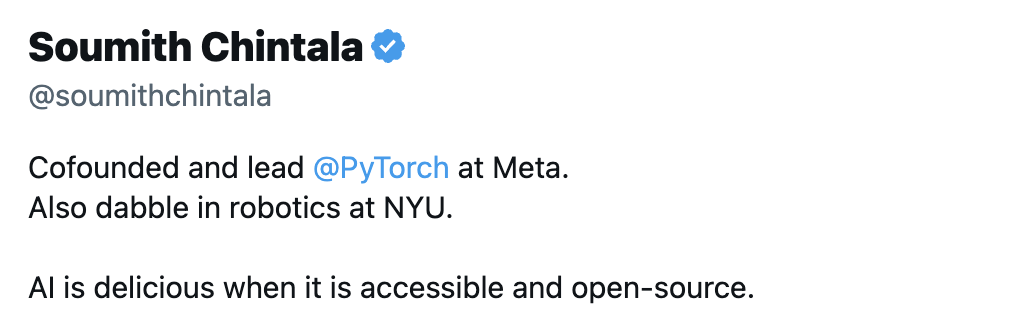 Soumith Chintala
@soumithchintala
Cofounded and lead @PyTorch at Meta.
Also dabble in robotics at NYU.
AI is delicious when it is accessible and open-source.